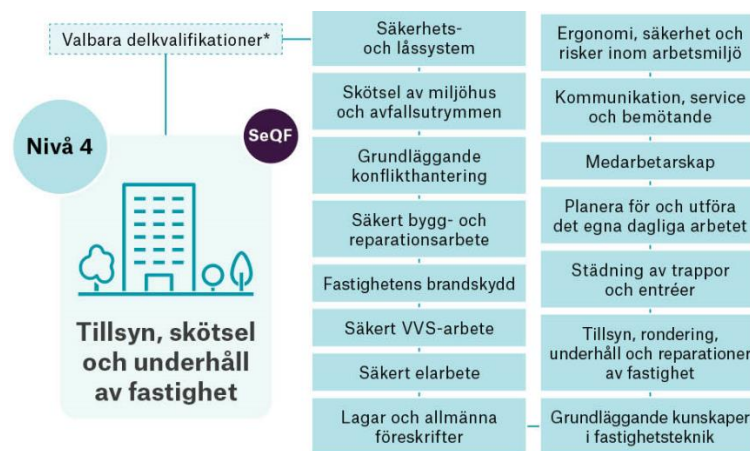 Valbara delkvalifikationer*
Nivå 4
SeQF
Tillsyn, skötsel
och underhåll
av fastighet
Säkerhets-
och låssystem
Skötsel av miljöhus
och avfallsutrymmen
Grundläggande
konflikthantering
Säkert bygg- och
reparationsarbete
Fastighetens brandskydd
Säkert VVS-arbete
Säkert elarbete
Lagar och allmänna
föreskrifter
Ergonomi, säkerhet och
risker inom arbetsmiljö
Kommunikation, service
och bemötande
Medarbetarskap
Planera för och utföra
det egna dagliga arbetet
Städning av trappor
och entréer
Tillsyn, rondering,
underhåll och reparationer
av fastighet
Grundläggande kunskaper
i fastighetsteknik